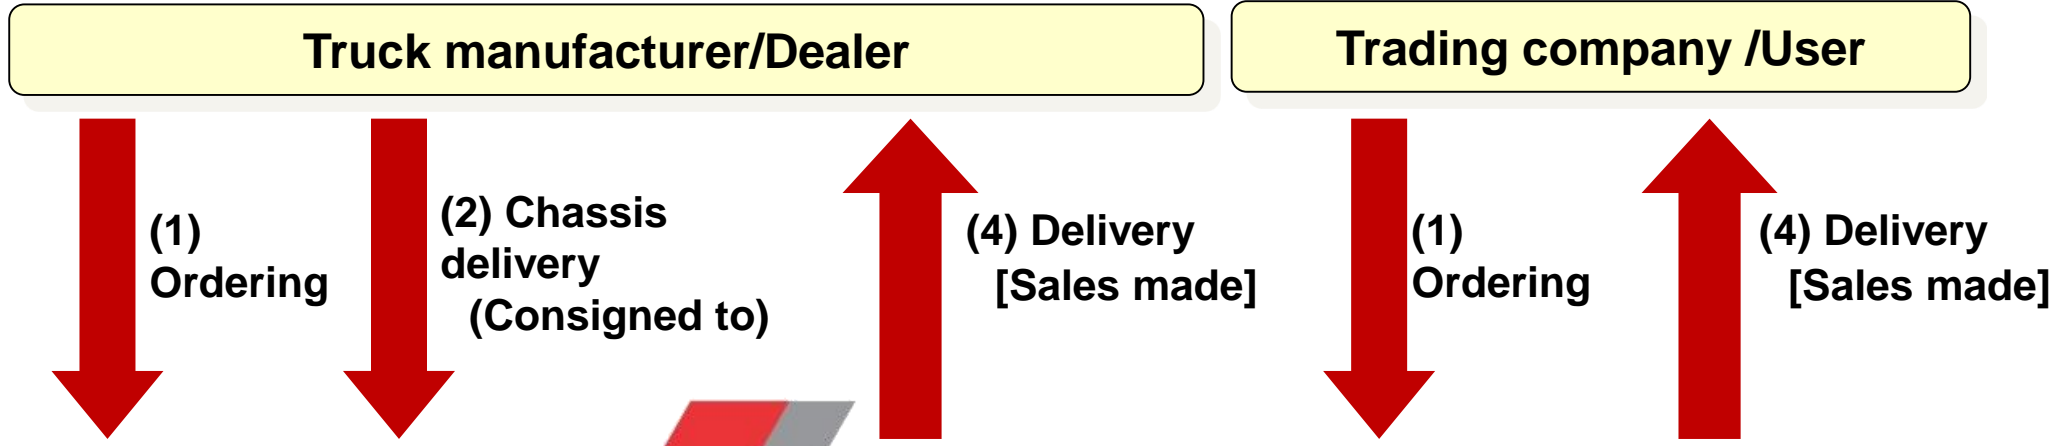 Truck manufacturer/Dealer
Trading company /User
(1)
Ordering
(2) Chassis
delivery
(Consigned to)
(4) Delivery
[Sales made]
(1)
Ordering
(4) Delivery
[Sales made]